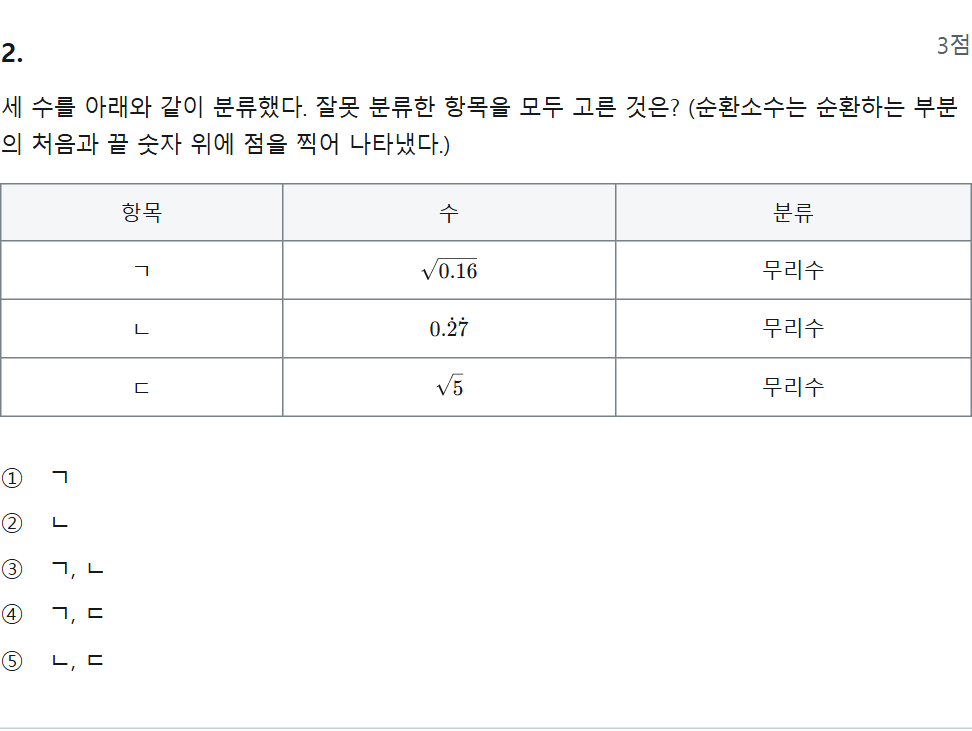 3점
2.
세 수를 아래와 같이 분류했다. 잘못 분류한 항목을 모두 고른 것은? (순환소수는 순환하는 부분
의 처음과 끝 숫자 위에 점을 찍어 나타냈다.)
항목 수 분류
ㄱ √0.16 무리수
ㄴ 0.2̇7̇ 무리수
ㄷ √5 무리수
① ㄱ
② ㄴ
③ ㄱ, ㄴ
④ ㄱ, ㄷ
⑤ ㄴ, ㄷ